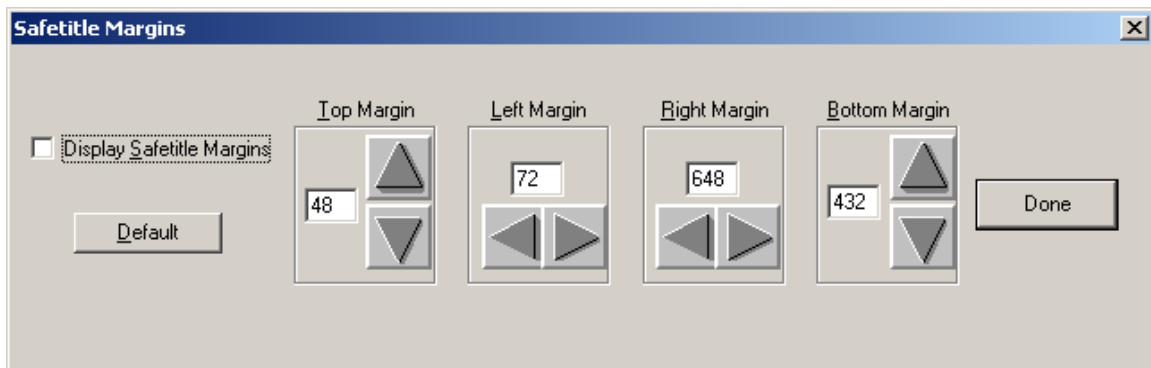 Safetitle Margins
Top Margin Left Margin Right Margin Bottom Margin
Display Safetitle Margins
72 648
48 432
Done
Default